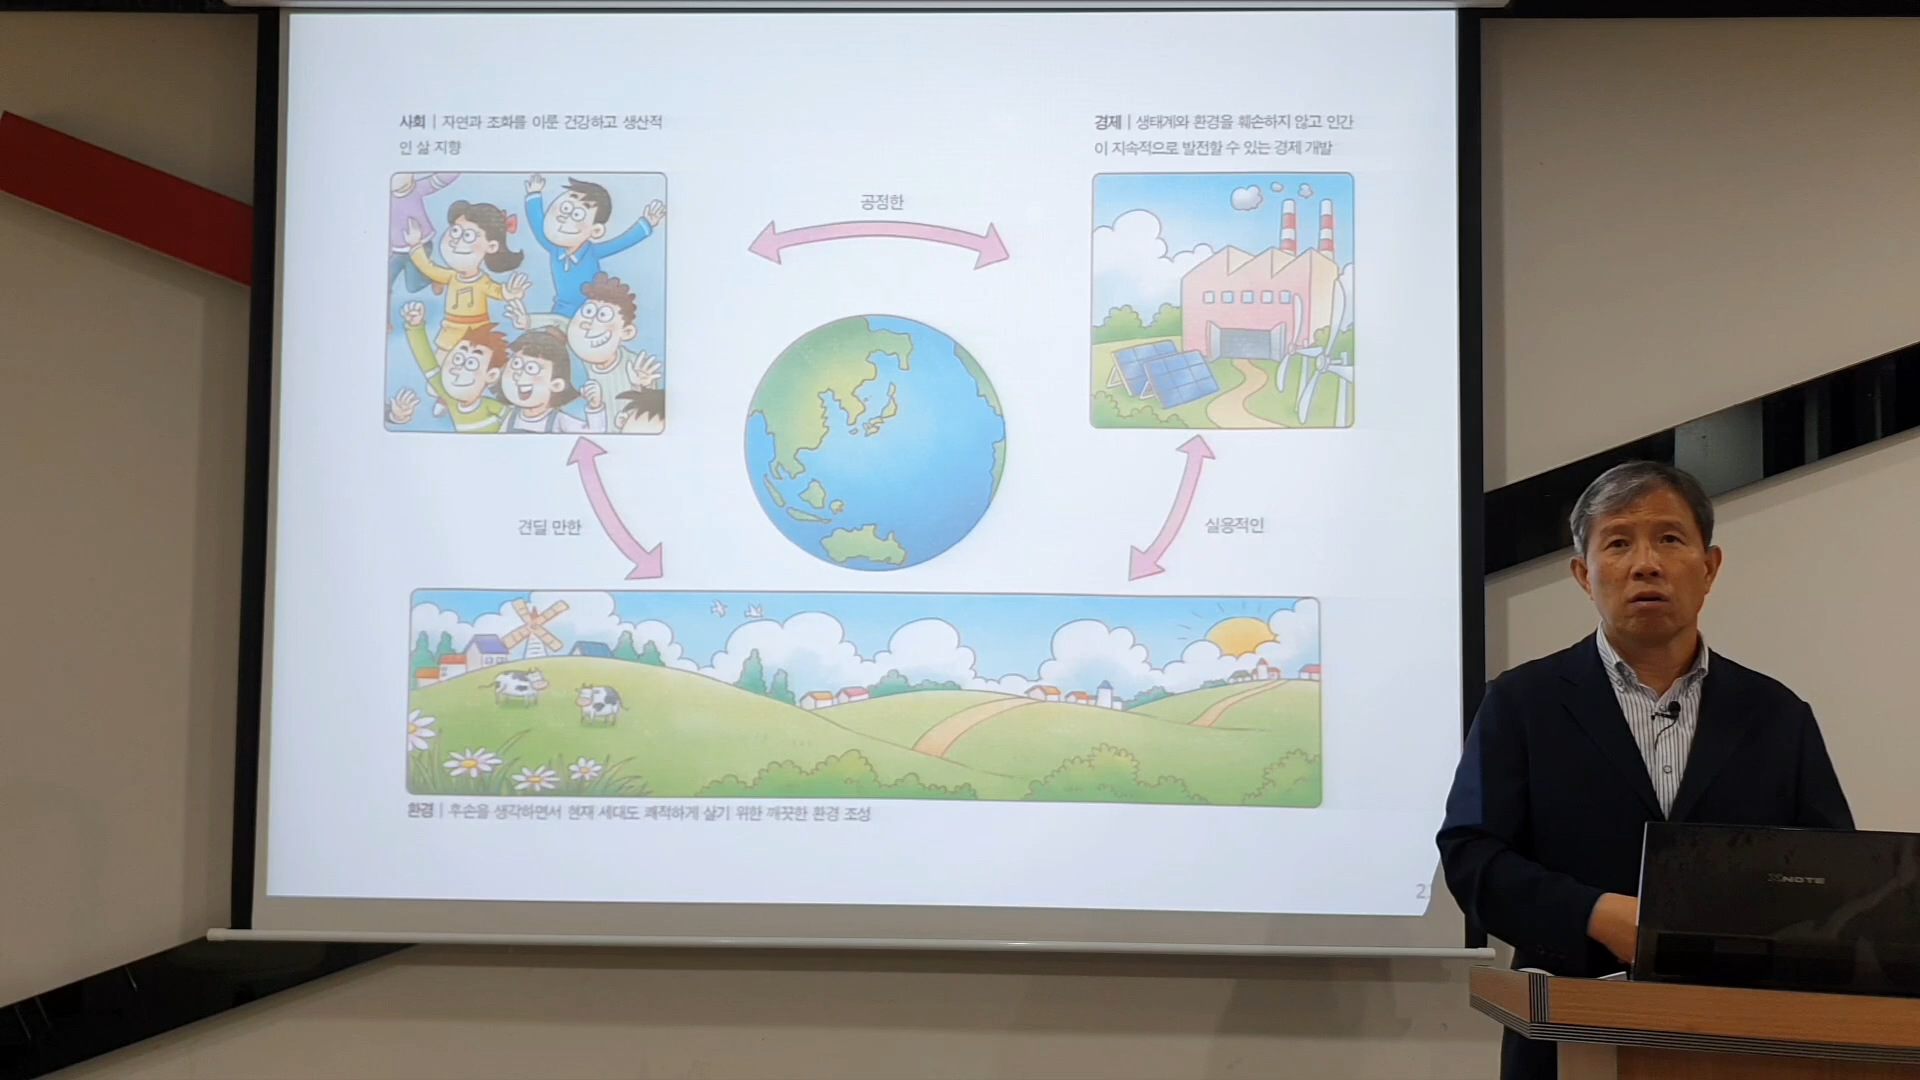 사회 | 자연과 조화를 이룬 건강하고 생산적
인 삶 지향
경제 | 생태계와 환경을 훼손하지 않고 인간
이 지속적으로 발전할 수 있는 경제 개발
공정한
견딜 만한
실용적인
환경 | 후손을 생각하면서 현재 세대도 쾌적하게 살기 위한 깨끗한 환경 조성
XNOTE